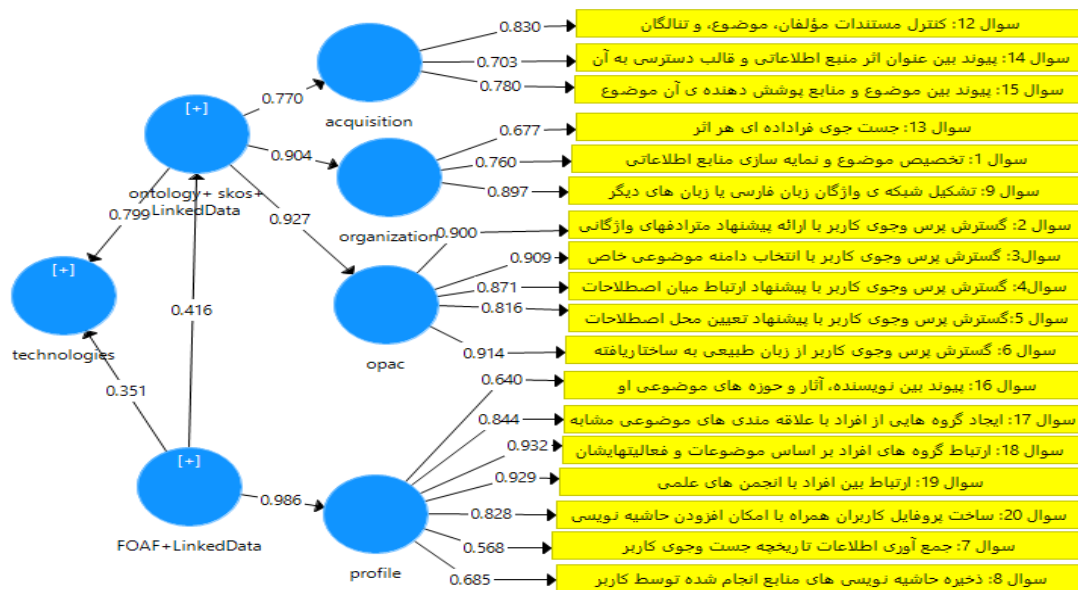 0.830
سوال 12: کنترل مستندات مؤلفان، موضوع، و تنالگان
0.703
سوال 14: پیوند بین عنوان اثر منبع اطلاعاتی و قالب دسترسی به آن
0.780
سوال 15: پیوند بین موضوع و منابع پوشش دهنده ی آن موضوع
[+]
0.770
acquisition
0.677
سوال 13: جست جوی فراداده ای هر اثر
0.904
0.760
سوال 1: تخصیص موضوع و نمایه سازی منابع اطلاعاتی
ontology+ skos+
LinkedData
0.897
سوال 9: تشکیل شبکه ی واژگان زبان فارسی یا زبان های دیگر
0.799
0.927
organization
0.900
سوال 2: گسترش پرس وجوی کاربر با ارائه پیشنهاد مترادفهای واژگانی
0.909
سوال3: گسترش پرس وجوی کاربر با انتخاب دامنه موضوعی خاص
[+]
0.871
سوال4: گسترش پرس وجوی کاربر با پیشنهاد ارتباط میان اصطلاحات
0.416
0.816
سوال 5:گسترش پرس وجوی کاربر با پیشنهاد تعیین محل اصطلاحات
technologies
opac
0.914
سوال 6: گسترش پرس وجوی کاربر از زبان طبیعی به ساختاریافته
0.351
0.640
سوال 16: پیوند بین نویسنده، آثار و حوزه های موضوعی او
0.844
سوال 17: ایجاد گروه هایی از افراد با علاقه مندی های موضوعی مشابه
0.932
سوال 18: ارتباط گروه های افراد بر اساس موضوعات و فعالیتهایشان
[+]
0.929
سوال 19: ارتباط بین افراد با انجمن های علمی
0.986
0.828
سوال 20: ساخت پروفایل کاربران همراه با امکان افزودن حاشیه نویسی
FOAF+LinkedData
0.568
سوال 7: جمع آوری اطلاعات تاریخچه جست وجوی کاربر
profile
0.685
سوال 8: ذخیره حاشیه نویسی های منابع انجام شده توسط کاربر